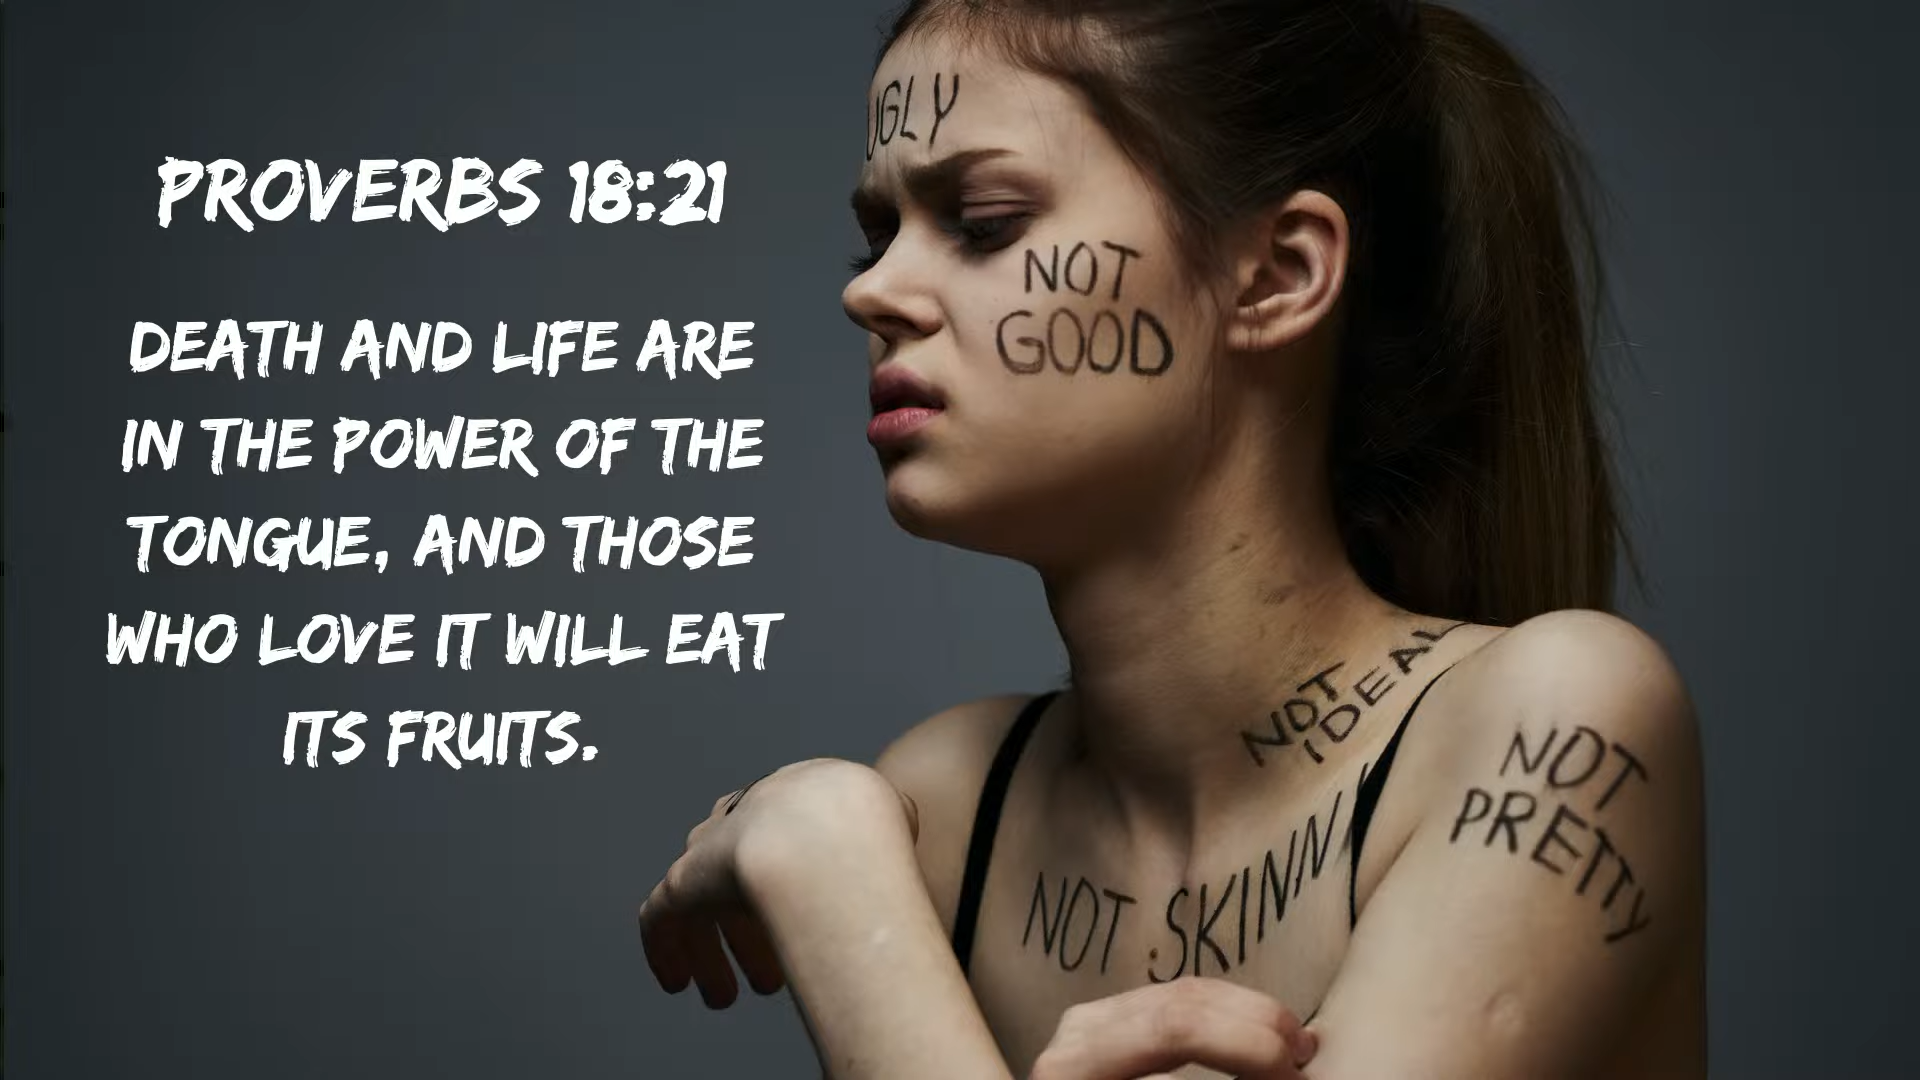 PROVERBS 18:21
DEATH AND LIFE ARE
IN THE POWER OF THE
TONGUE, AND THOSE
WHO LOVE IT WILL EAT
ITS FRUITS.
UGLY
NOT
GOOD
NOT
IDEAL
NOT
PRETTY
NOT SKINN